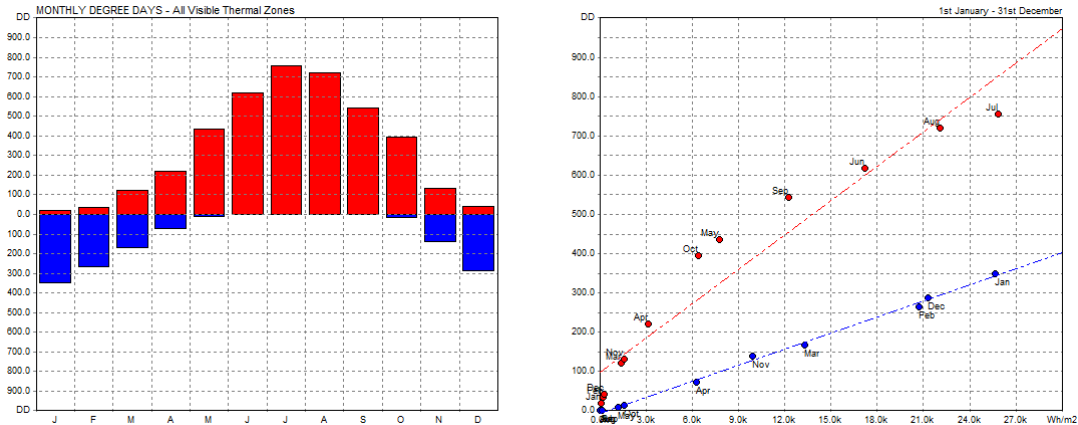 DD MONTHLY DEGREE DAYS - All Visible Thermal Zones
900.0
800.0
700.0
600.0
500.0
400.0
300.0
200.0
100.0
0.0
100.0
200.0
300.0
400.0
500.0
600.0
700.0
800.0
900.0
DD
J F M A M J J A S O N D
DD 1st January - 31st December
900.0
800.0
700.0
600.0
500.0
400.0
300.0
200.0
100.0
0.0
Jul
Aug
Jun
Sep
May
Oct
Apr
Nov
Mar
Dec
Jan
Jan
Dec
Feb
Mar
Nov
Apr
Oct
May
3.0k 6.0k 9.0k 12.0k 15.0k 18.0k 21.0k 24.0k 27.0k Wh/m2